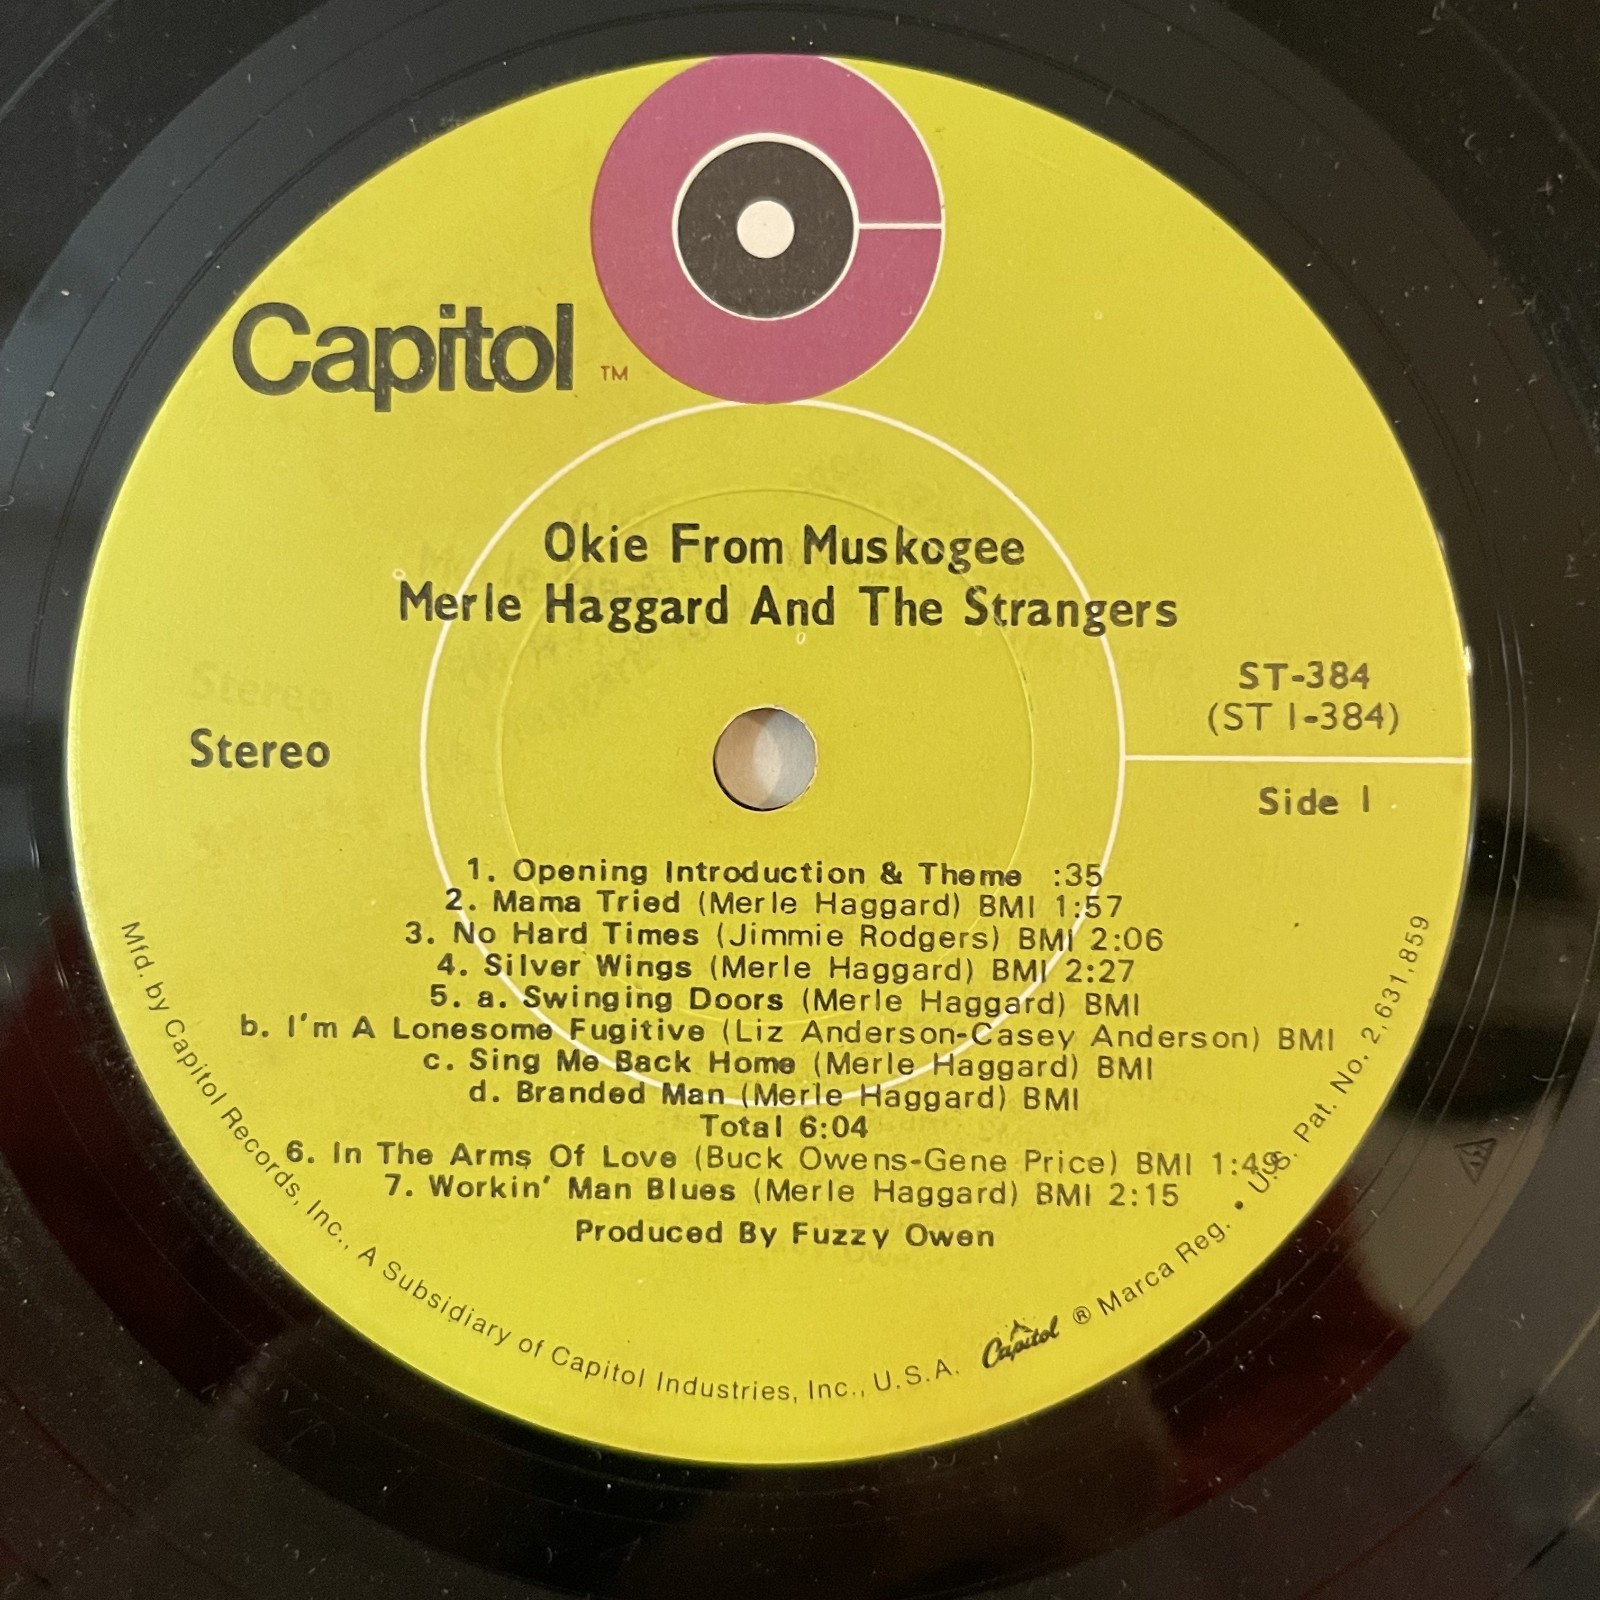 Capitol ™
Okie From Muskogee
Merle Haggard And The Strangers
ST-384
(ST 1-384)
Stereo
Side 1
1. Opening Introduction & Theme :35
2. Mama Tried (Merle Haggard) BMI 1:57
3. No Hard Times (Jimmie Rodgers) BMI 2:06
4. Silver Wings (Merle Haggard) BMI 2:27
5. a. Swinging Doors (Merle Haggard) BMI
b. I'm A Lonesome Fugitive (Liz Anderson-Casey Anderson) BMI
c. Sing Me Back Home (Merle Haggard) BMI
d. Branded Man (Merle Haggard) BMI
Total 6:04
6. In The Arms Of Love (Buck Owens-Gene Price) BMI 1:49
7. Workin' Man Blues (Merle Haggard) BMI 2:15
Produced By Fuzzy Owen
Mfd. by Capitol Records, Inc., A Subsidiary of Capitol Industries, Inc., U.S.A. Capitol ® Marca Reg. • U.S. Pat. No. 2,631,859